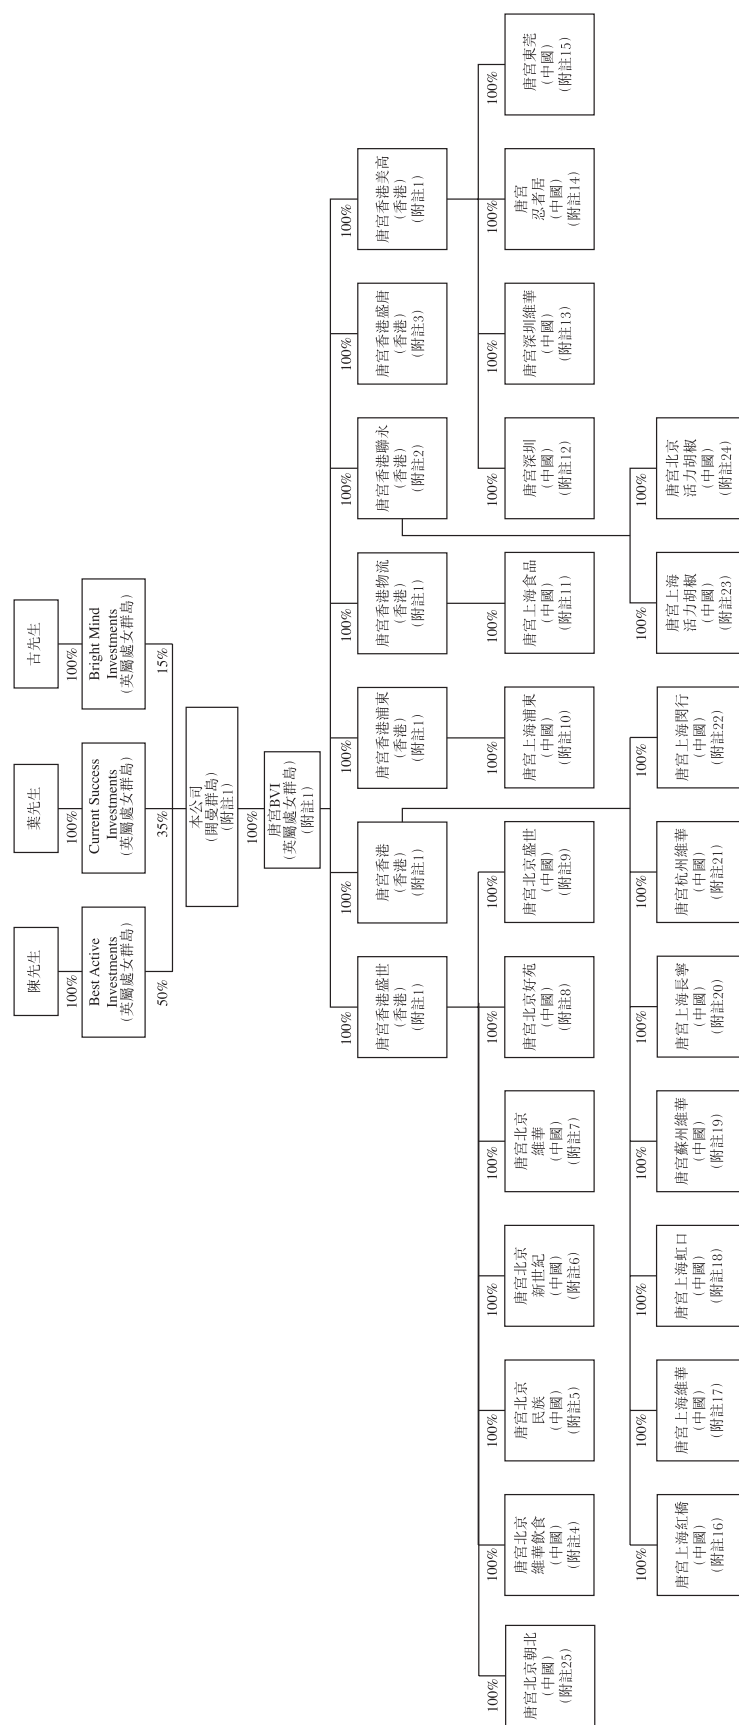 陳先生
葉先生
古先生
100%
100%
100%
Best Active
Investments
（英屬處女群島）
Current Success
Investments
（英屬處女群島）
Bright Mind
Investments
（英屬處女群島）
50%
35%
15%
本公司
（開曼群島）
（附註1）
100%
唐宮BVI
（英屬處女群島）
（附註1）
100%
100%
100%
100%
100%
100%
100%
唐宮香港盛世
（香港）
（附註1）
唐宮香港
（香港）
（附註1）
唐宮香港浦東
（香港）
（附註1）
唐宮香港物流
（香港）
（附註1）
唐宮香港聯永
（香港）
（附註2）
唐宮香港盛唐
（香港）
（附註3）
唐宮香港美高
（香港）
（附註1）
100%
100%
100%
100%
100%
100%
100%
100%
100%
100%
100%
100%
100%
唐宮北京朝北
（中國）
（附註25）
唐宮北京
維華飲食
（中國）
（附註4）
唐宮北京
民族
（中國）
（附註5）
唐宮北京
新世紀
（中國）
（附註6）
唐宮北京
維華
（中國）
（附註7）
唐宮北京好苑
（中國）
（附註8）
唐宮北京盛世
（中國）
（附註9）
唐宮上海浦東
（中國）
（附註10）
唐宮上海食品
（中國）
（附註11）
唐宮深圳
（中國）
（附註12）
唐宮深圳維華
（中國）
（附註13）
唐宮
忍者居
（中國）
（附註14）
唐宮東莞
（中國）
（附註15）
100%
100%
100%
100%
100%
100%
100%
100%
100%
唐宮上海紅橋
（中國）
（附註16）
唐宮上海維華
（中國）
（附註17）
唐宮上海虹口
（中國）
（附註18）
唐宮蘇州維華
（中國）
（附註19）
唐宮上海長寧
（中國）
（附註20）
唐宮杭州維華
（中國）
（附註21）
唐宮上海閔行
（中國）
（附註22）
唐宮上海
活力胡椒
（中國）
（附註23）
唐宮北京
活力胡椒
（中國）
（附註24）